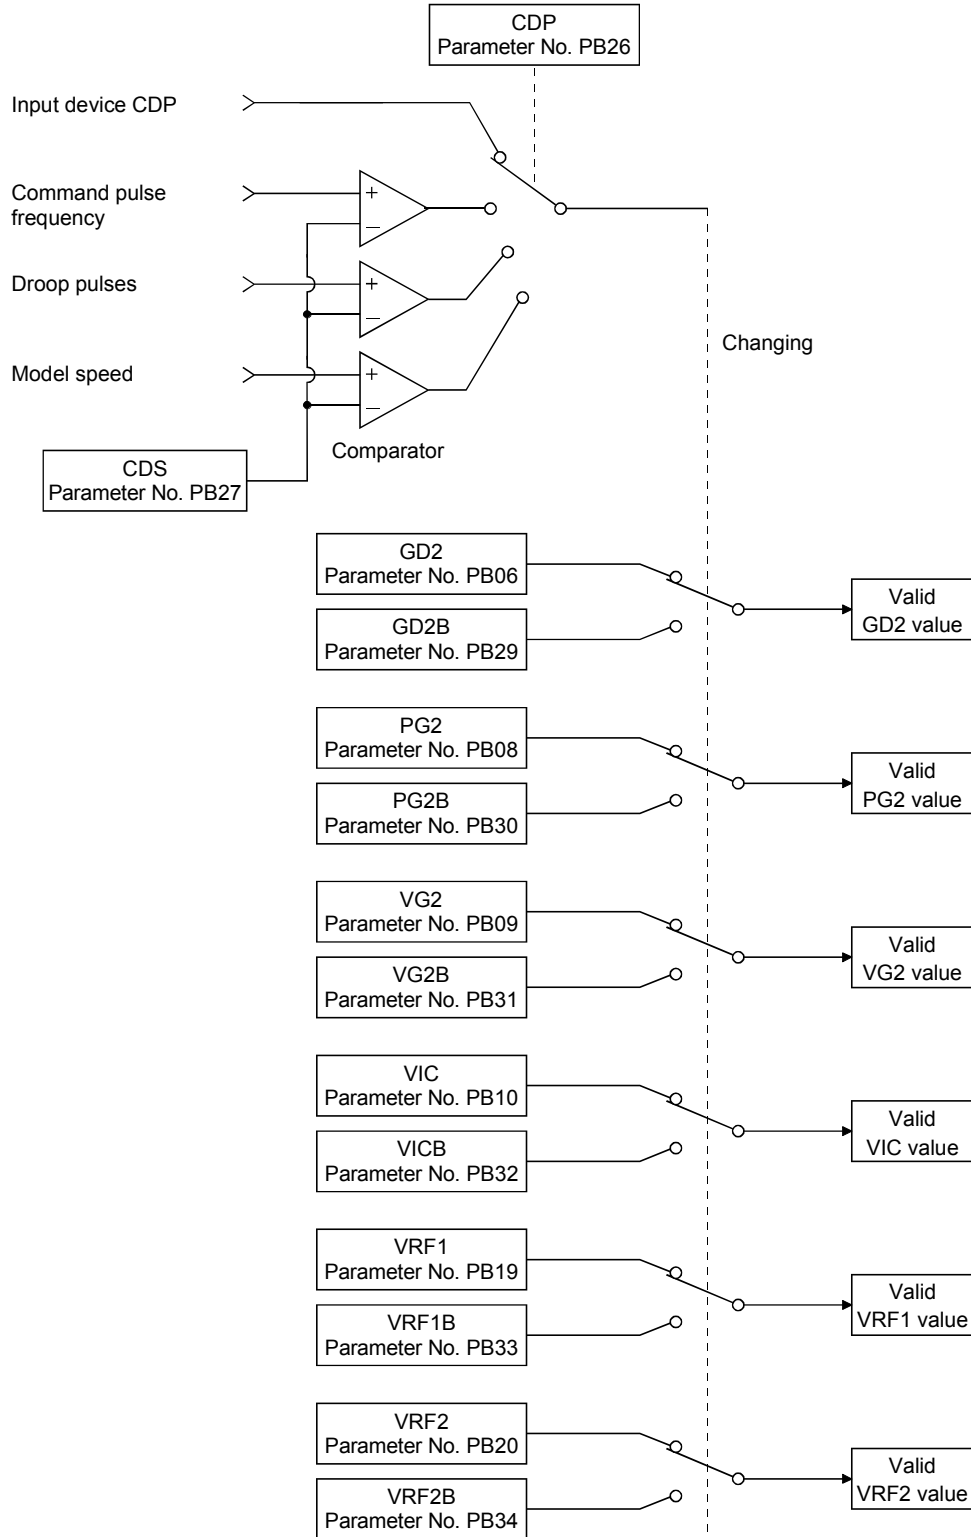 CDP
Parameter No. PB26
Input device CDP
Command pulse
frequency
+
−
Droop pulses
+
−
Changing
Model speed
+
−
Comparator
CDS
Parameter No. PB27
GD2
Parameter No. PB06
Valid
GD2 value
GD2B
Parameter No. PB29
PG2
Parameter No. PB08
Valid
PG2 value
PG2B
Parameter No. PB30
VG2
Parameter No. PB09
Valid
VG2 value
VG2B
Parameter No. PB31
VIC
Parameter No. PB10
Valid
VIC value
VICB
Parameter No. PB32
VRF1
Parameter No. PB19
Valid
VRF1 value
VRF1B
Parameter No. PB33
VRF2
Parameter No. PB20
Valid
VRF2 value
VRF2B
Parameter No. PB34